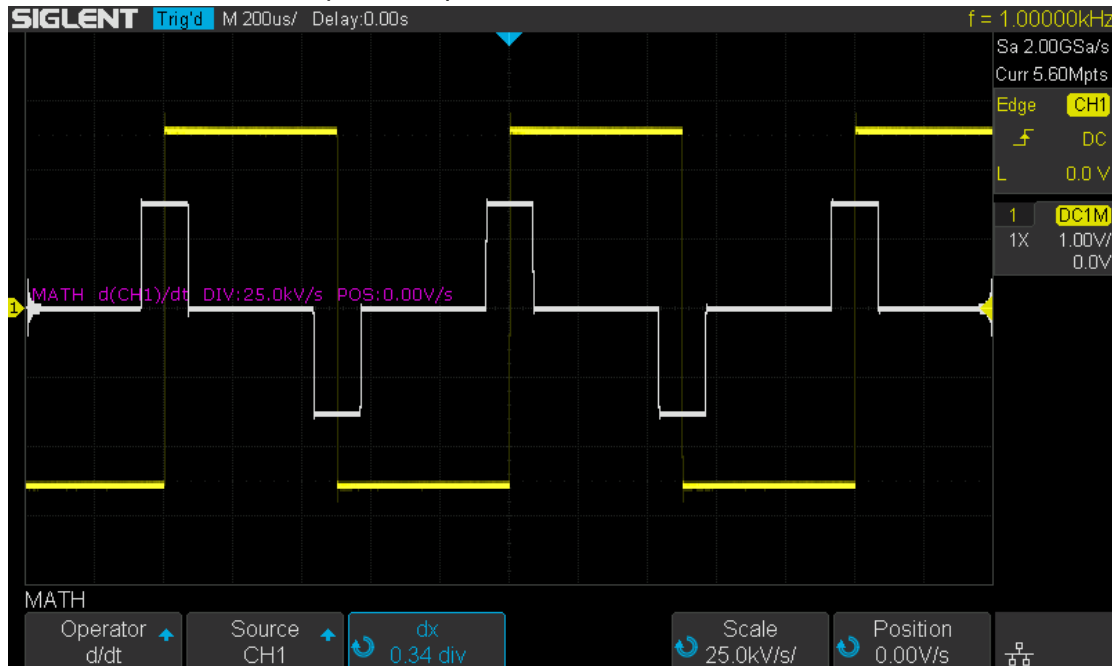 SIGLENT Trig'd M 200us/ Delay:0.00s f = 1.00000kHz
Sa 2.00GSa/s
Curr 5.60Mpts
Edge CH1
DC
L 0.0 V
1 DC1M
1X 1.00V/
0.0V
MATH d(CH1)/dt DIV:25.0kV/s POS:0.00V/s
1
MATH
Operator Source dx Scale Position
d/dt CH1 0.34 div 25.0kV/s/ 0.00V/s